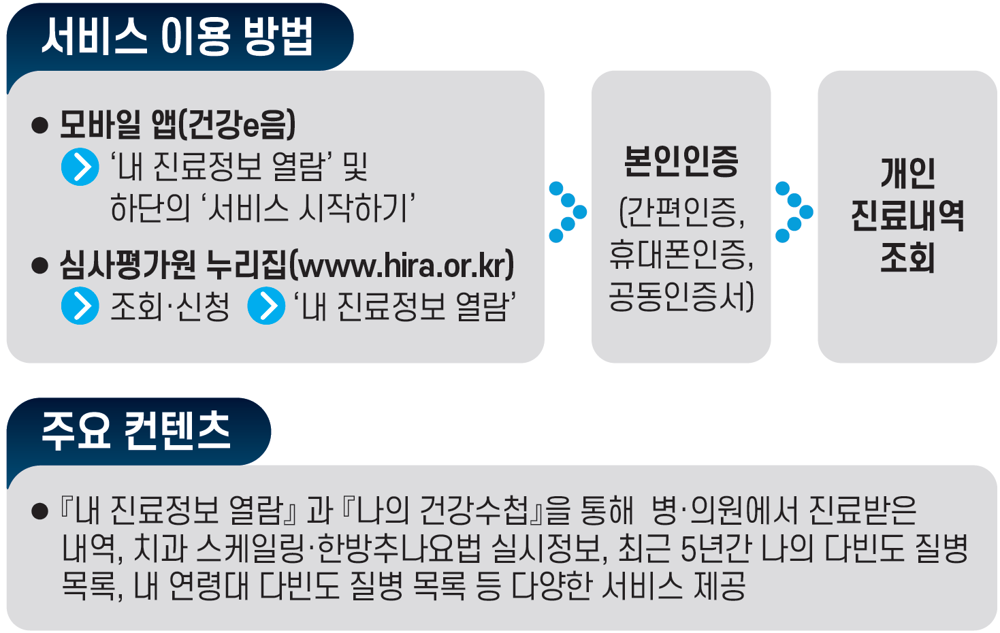 서비스 이용 방법
● 모바일 앱(건강e음)
‘내 진료정보 열람’ 및
하단의 ‘서비스 시작하기’
● 심사평가원 누리집(www.hira.or.kr)
조회·신청 ‘내 진료정보 열람’
본인인증
(간편인증,
휴대폰인증,
공동인증서)
개인
진료내역
조회
주요 컨텐츠
● 『내 진료정보 열람』 과 『나의 건강수첩』을 통해 병·의원에서 진료받은
내역, 치과 스케일링·한방추나요법 실시정보, 최근 5년간 나의 다빈도 질병
목록, 내 연령대 다빈도 질병 목록 등 다양한 서비스 제공